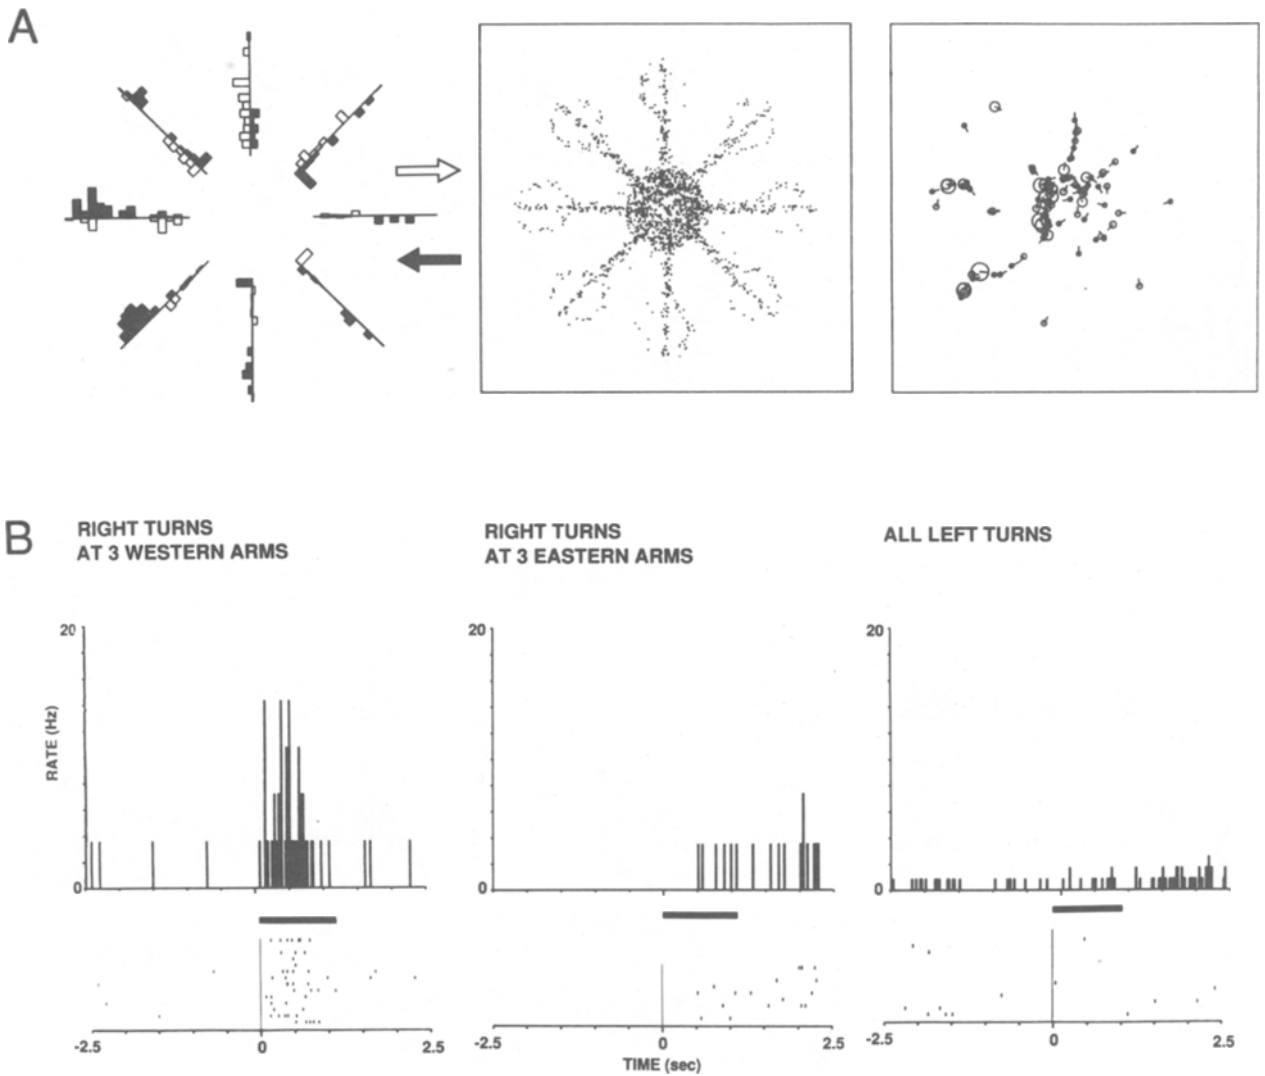 A
B
RIGHT TURNS
AT 3 WESTERN ARMS
RIGHT TURNS
AT 3 EASTERN ARMS
ALL LEFT TURNS
20
20
20
RATE (Hz)
0
0
0
-2.5 0 2.5
-2.5 0 2.5
-2.5 0 2.5
TIME (sec)